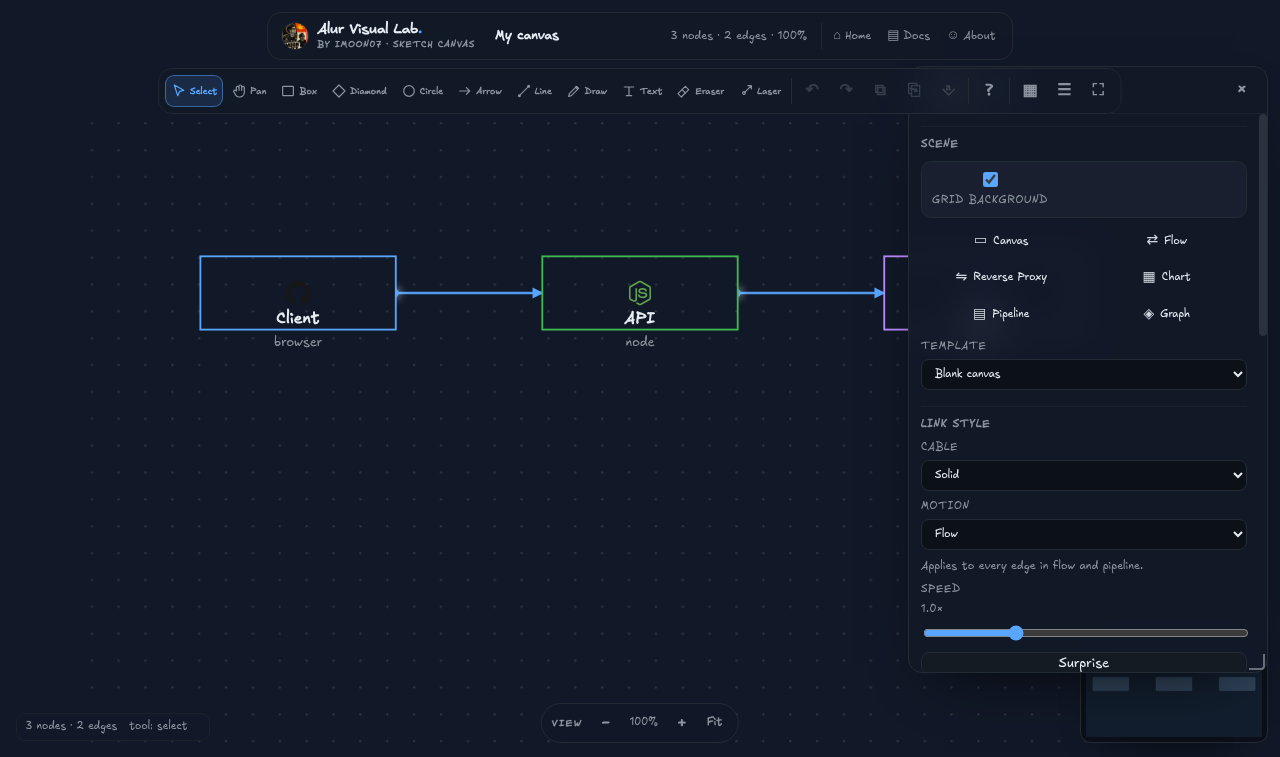 Alur Visual Lab.
BY IMOON07 · SKETCH CANVAS
My canvas
3 nodes · 2 edges · 100%
Home
Docs
About
Select
Pan
Box
Diamond
Circle
Arrow
Line
Draw
Text
Eraser
Laser
?
SCENE
GRID BACKGROUND
Canvas
Flow
Reverse Proxy
Chart
Pipeline
Graph
TEMPLATE
Blank canvas
LINK STYLE
CABLE
Solid
MOTION
Flow
Applies to every edge in flow and pipeline.
SPEED
1.0×
Surprise
JS
Client
browser
API
node
3 nodes · 2 edges tool: select
VIEW − 100% + Fit